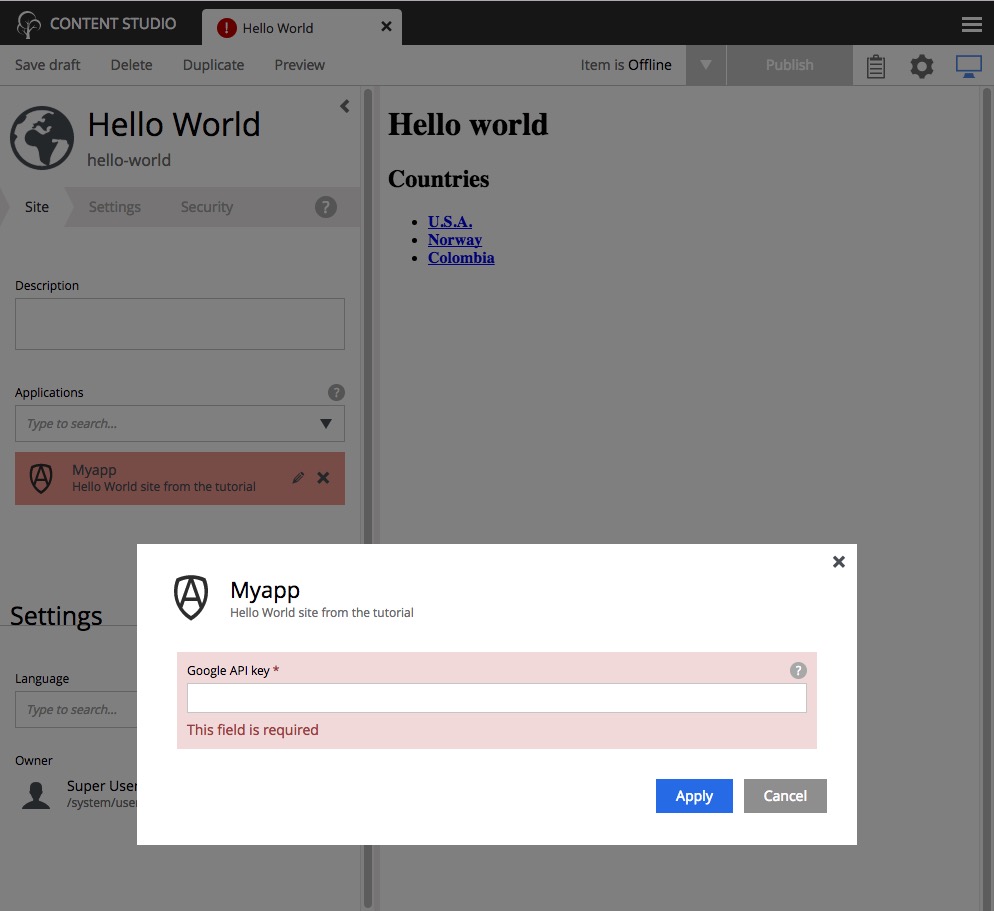 CONTENT STUDIO
! Hello World
Save draft Delete Duplicate Preview Item is Offline Publish
Hello World
hello-world
Site Settings Security ?
Description
Applications ?
Type to search...
Myapp
Hello World site from the tutorial
Settings
Language
Type to search...
Owner
Super User
/system/user
Hello world
Countries
U.S.A.
Norway
Colombia
Myapp
Hello World site from the tutorial
Google API key * ?
This field is required
Apply Cancel